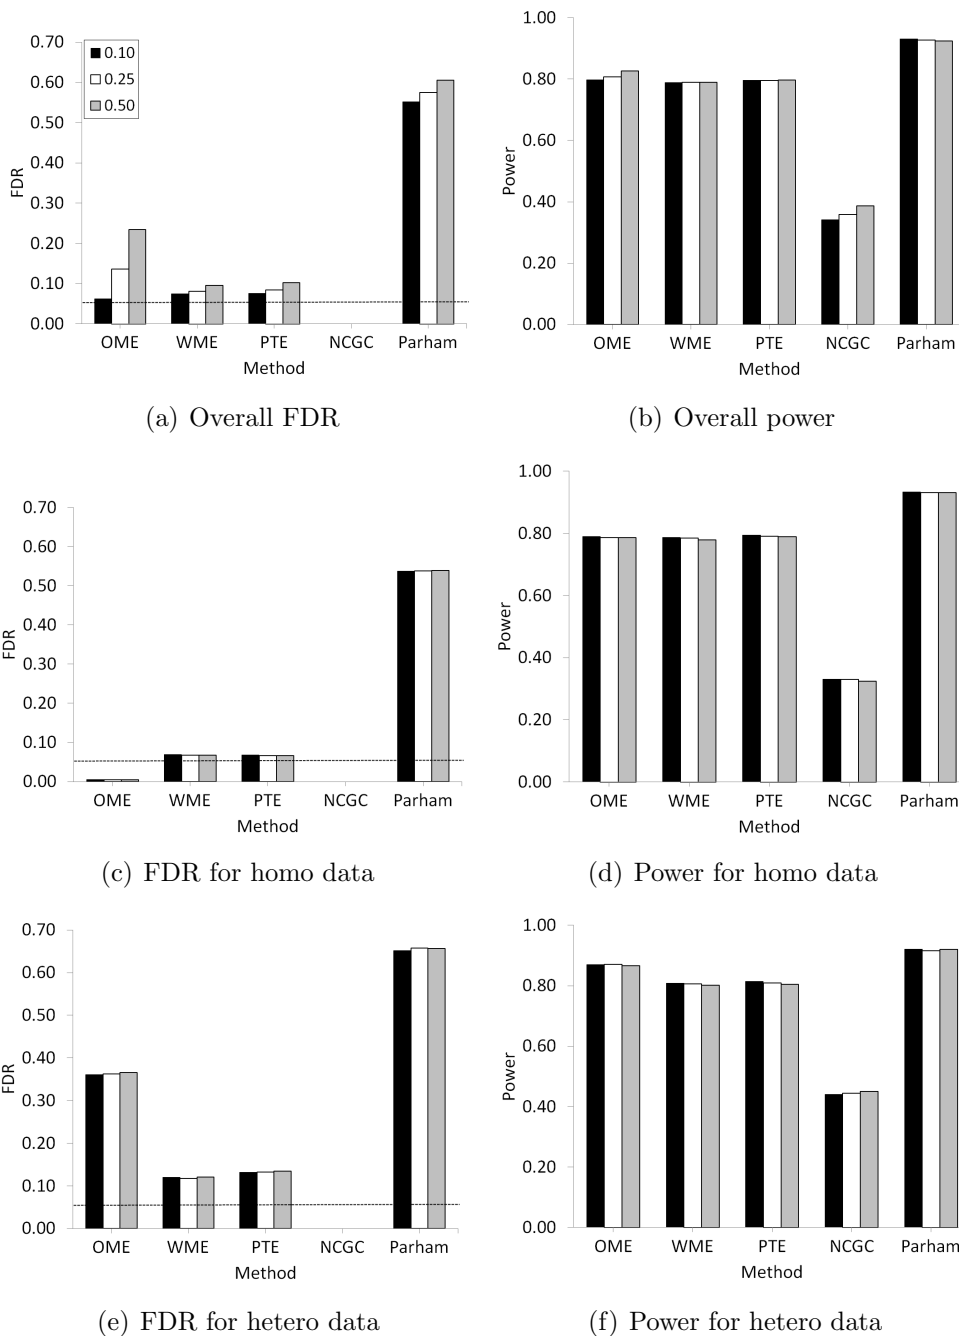 0.70
0.60
0.50
0.40
0.30
0.20
0.10
0.00
FDR
0.10
0.25
0.50
OME WME PTE NCGC Parham
Method
(a) Overall FDR
1.00
0.80
0.60
0.40
0.20
0.00
Power
OME WME PTE NCGC Parham
Method
(b) Overall power
0.70
0.60
0.50
0.40
0.30
0.20
0.10
0.00
FDR
OME WME PTE NCGC Parham
Method
(c) FDR for homo data
1.00
0.80
0.60
0.40
0.20
0.00
Power
OME WME PTE NCGC Parham
Method
(d) Power for homo data
0.70
0.60
0.50
0.40
0.30
0.20
0.10
0.00
FDR
OME WME PTE NCGC Parham
Method
(e) FDR for hetero data
1.00
0.80
0.60
0.40
0.20
0.00
Power
OME WME PTE NCGC Parham
Method
(f) Power for hetero data